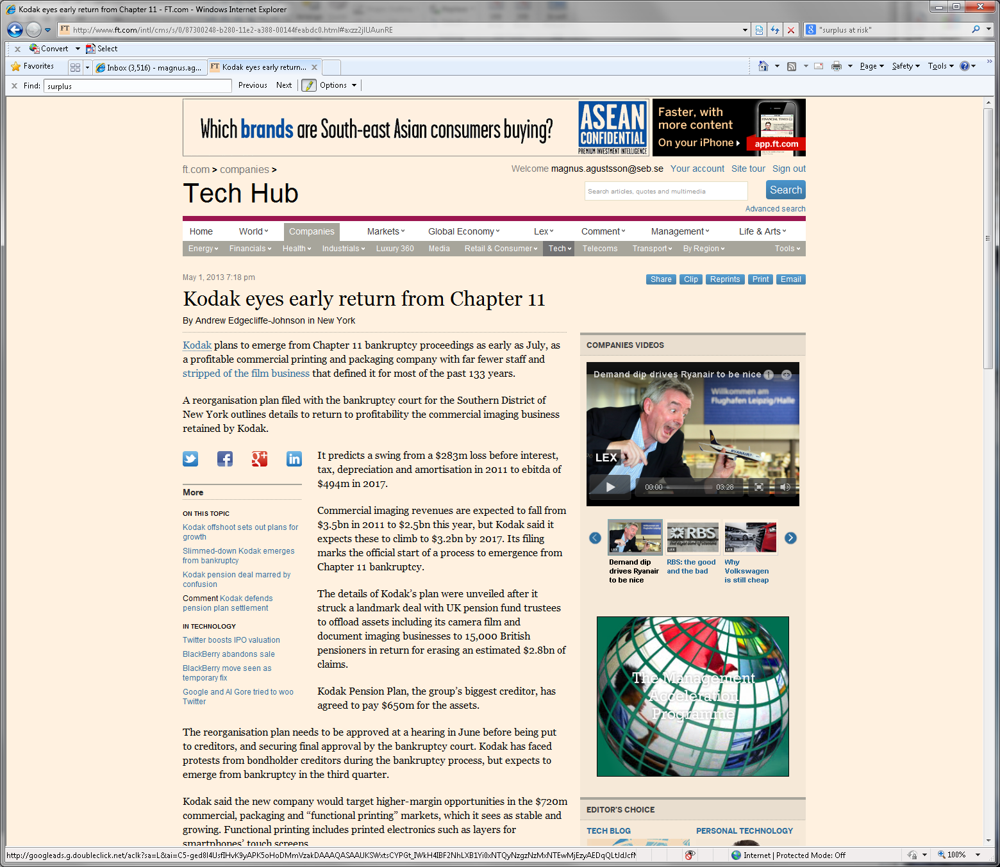 Kodak eyes early return from Chapter 11 - FT.com - Windows Internet Explorer
http://www.ft.com/intl/cms/s/0/87300248-b280-11e2-a388-00144feabdc0.html#axzz2jIUAunRE
"surplus at risk"
Convert Select
Favorites
Inbox (3,516) - magnus.ag...
Kodak eyes early return...
Page Safety Tools
Find: surplus Previous Next Options
Which brands are South-east Asian consumers buying?
ASEAN
CONFIDENTIAL
PREMIUM INVESTMENT INTELLIGENCE
Faster, with
more content
On your iPhone
FINANCIAL TIMES
app.ft.com
ft.com > companies >
Welcome magnus.agustsson@seb.se Your account Site tour Sign out
Tech Hub
Search articles, quotes and multimedia
Search
Advanced search
Home World Companies Markets Global Economy Lex Comment Management Life & Arts
Energy Financials Health Industrials Luxury 360 Media Retail & Consumer Tech Telecoms Transport By Region Tools
May 1, 2013 7:18 pm
Share Clip Reprints Print Email
Kodak eyes early return from Chapter 11
By Andrew Edgecliffe-Johnson in New York
Kodak plans to emerge from Chapter 11 bankruptcy proceedings as early as July, as
a profitable commercial printing and packaging company with far fewer staff and
stripped of the film business that defined it for most of the past 133 years.
A reorganisation plan filed with the bankruptcy court for the Southern District of
New York outlines details to return to profitability the commercial imaging business
retained by Kodak.
It predicts a swing from a $283m loss before interest,
tax, depreciation and amortisation in 2011 to ebitda of
$494m in 2017.
Commercial imaging revenues are expected to fall from
$3.5bn in 2011 to $2.5bn this year, but Kodak said it
expects these to climb to $3.2bn by 2017. Its filing
marks the official start of a process to emergence from
Chapter 11 bankruptcy.
The details of Kodak's plan were unveiled after it
struck a landmark deal with UK pension fund trustees
to offload assets including its camera film and
document imaging businesses to 15,000 British
pensioners in return for erasing an estimated $2.8bn of
claims.
Kodak Pension Plan, the group's biggest creditor, has
agreed to pay $650m for the assets.
More
ON THIS TOPIC
Kodak offshoot sets out plans for
growth
Slimmed-down Kodak emerges
from bankruptcy
Kodak pension deal marred by
confusion
Comment Kodak defends
pension plan settlement
IN TECHNOLOGY
Twitter boosts IPO valuation
BlackBerry abandons sale
BlackBerry move seen as
temporary fix
Google and Al Gore tried to woo
Twitter
The reorganisation plan needs to be approved at a hearing in June before being put
to creditors, and securing final approval by the bankruptcy court. Kodak has faced
protests from bondholder creditors during the bankruptcy process, but expects to
emerge from bankruptcy in the third quarter.
Kodak said the new company would target higher-margin opportunities in the $720m
commercial, packaging and “functional printing” markets, which it sees as stable and
growing. Functional printing includes printed electronics such as layers for
smartphones' touch screens
COMPANIES VIDEOS
Demand dip drives Ryanair to be nice
Willkommen am
Flughafen Leipzig/Halle
RYANAIR
LEX
00:00 03:28
RBS
Demand dip
drives Ryanair
to be nice
RBS: the good
and the bad
Why
Volkswagen
is still cheap
The Management
Acceleration
Programme
EDITOR'S CHOICE
TECH BLOG
PERSONAL TECHNOLOGY
Internet | Protected Mode: Off
100%